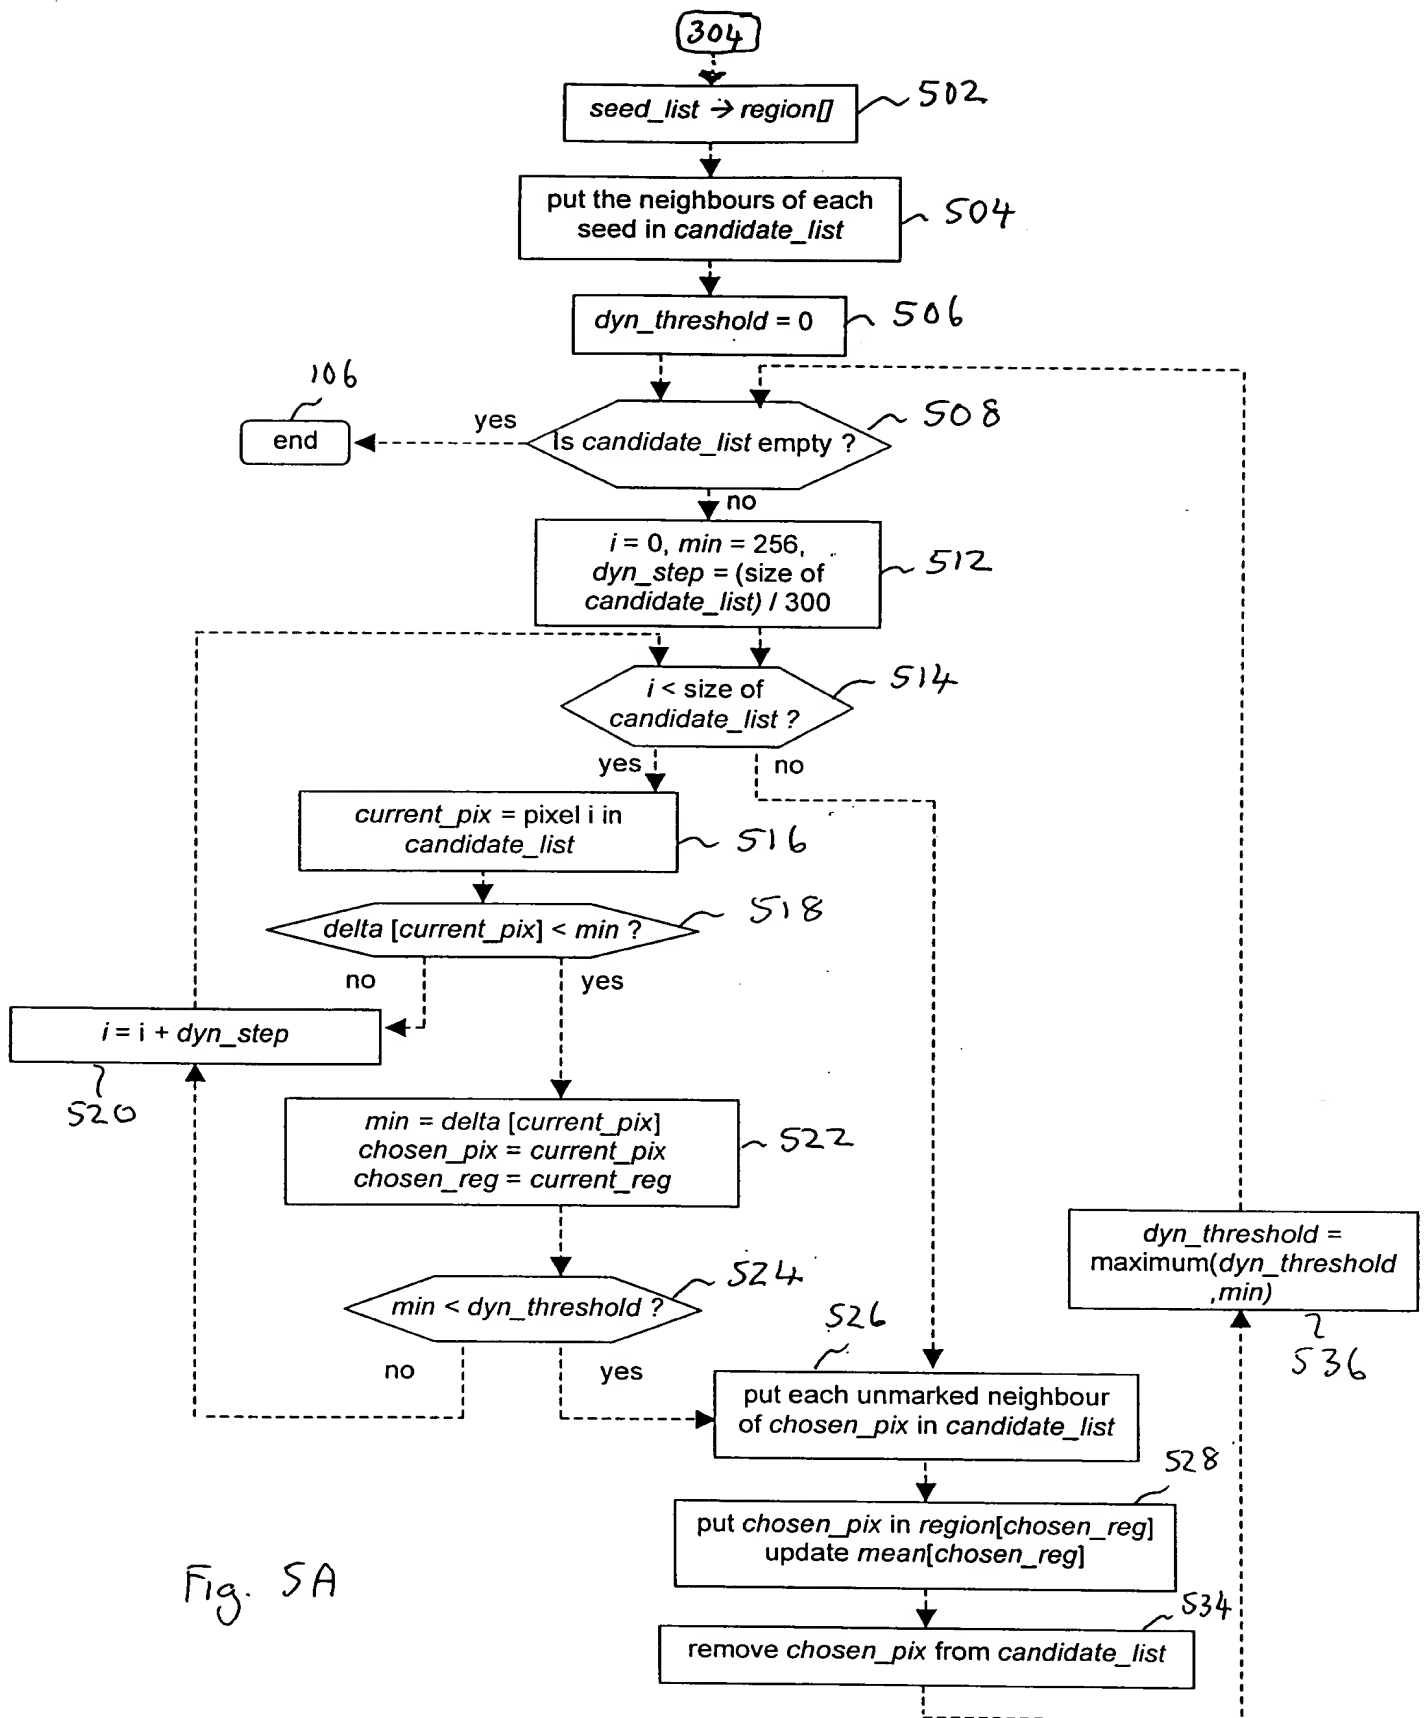 304
seed_list → region[]
502
put the neighbours of each
seed in candidate_list
504
dyn_threshold = 0
506
106
end
yes
Is candidate_list empty ?
508
no
i = 0, min = 256,
dyn_step = (size of
candidate_list) / 300
512
i < size of
candidate_list ?
514
yes
no
current_pix = pixel i in
candidate_list
516
delta [current_pix] < min ?
518
no
yes
i = i + dyn_step
520
min = delta [current_pix]
chosen_pix = current_pix
chosen_reg = current_reg
522
dyn_threshold =
maximum(dyn_threshold
,min)
536
min < dyn_threshold ?
524
no
yes
526
put each unmarked neighbour
of chosen_pix in candidate_list
528
put chosen_pix in region[chosen_reg]
update mean[chosen_reg]
534
remove chosen_pix from candidate_list
Fig. 5A